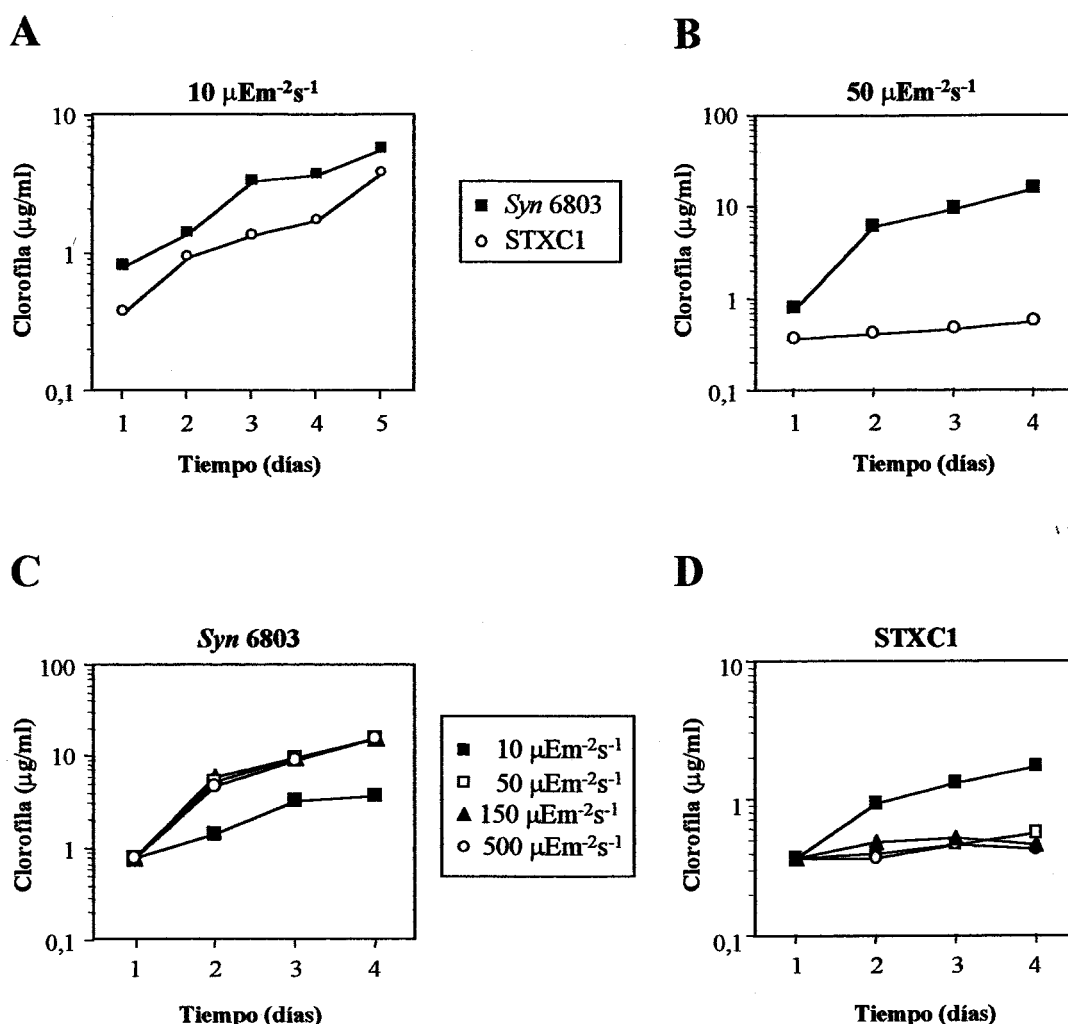 A
10 µEm-2s-1
Clorofila (µg/ml)
10
1
0,1
1 2 3 4 5
Tiempo (días)
■ Syn 6803
○ STXC1
B
50 µEm-2s-1
Clorofila (µg/ml)
100
10
1
0,1
1 2 3 4
Tiempo (días)
C
Syn 6803
Clorofila (µg/ml)
100
10
1
0,1
1 2 3 4
Tiempo (días)
■ 10 µEm-2s-1
□ 50 µEm-2s-1
▲ 150 µEm-2s-1
○ 500 µEm-2s-1
D
STXC1
Clorofila (µg/ml)
10
1
0,1
1 2 3 4
Tiempo (días)